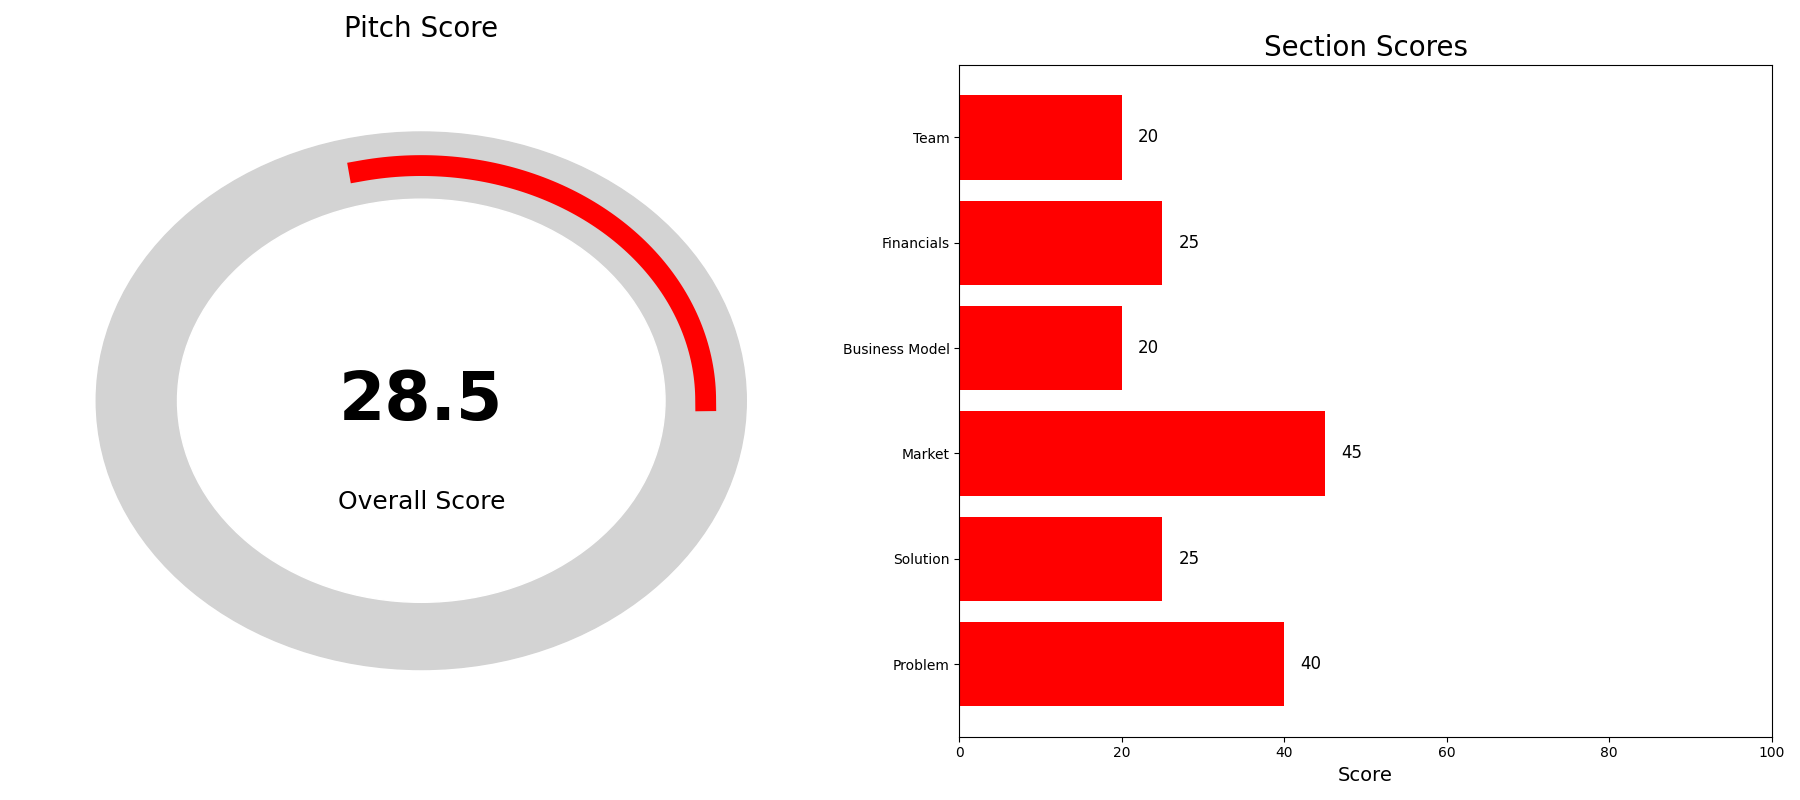 Pitch Score
28.5
Overall Score
Section Scores
Team 20
Financials 25
Business Model 20
Market 45
Solution 25
Problem 40
0 20 40 60 80 100
Score